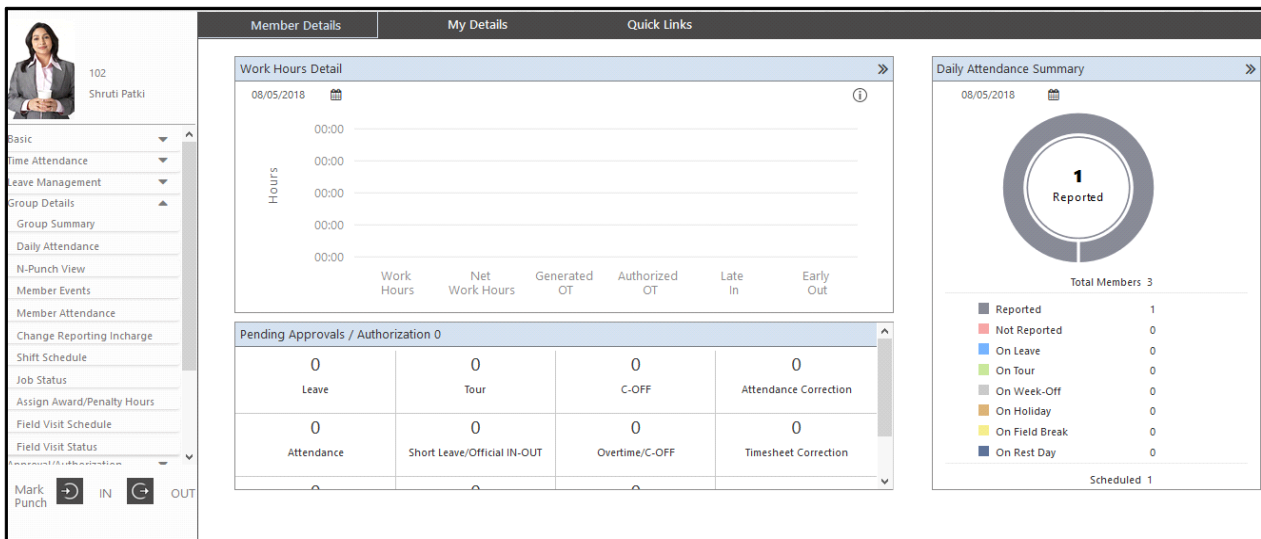 Member Details
My Details
Quick Links
102
Shruti Patki
Basic
Time Attendance
Leave Management
Group Details
Group Summary
Daily Attendance
N-Punch View
Member Events
Member Attendance
Change Reporting Incharge
Shift Schedule
Job Status
Assign Award/Penalty Hours
Field Visit Schedule
Field Visit Status
Approval/Authorization
Mark
Punch
IN
OUT
Work Hours Detail
08/05/2018
Hours
00:00
00:00
00:00
00:00
00:00
Work
Hours
Net
Work Hours
Generated
OT
Authorized
OT
Late
In
Early
Out
Pending Approvals / Authorization 0
0
Leave
0
Tour
0
C-OFF
0
Attendance Correction
0
Attendance
0
Short Leave/Official IN-OUT
0
Overtime/C-OFF
0
Timesheet Correction
Daily Attendance Summary
08/05/2018
1
Reported
Total Members 3
Reported 1
Not Reported 0
On Leave 0
On Tour 0
On Week-Off 0
On Holiday 0
On Field Break 0
On Rest Day 0
Scheduled 1